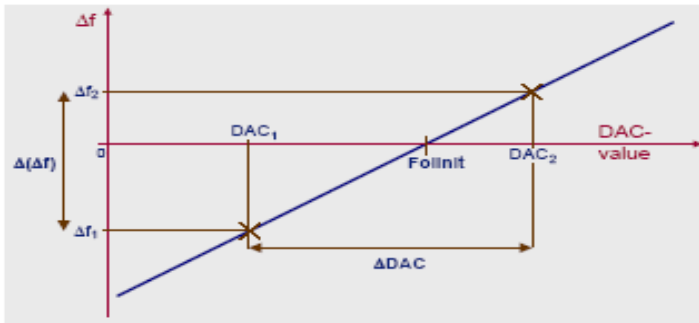 Δf
Δf₂
DAC₁
DAC-
value
0
FoiInit
DAC₂
Δ(Δf)
Δf₁
ΔDAC